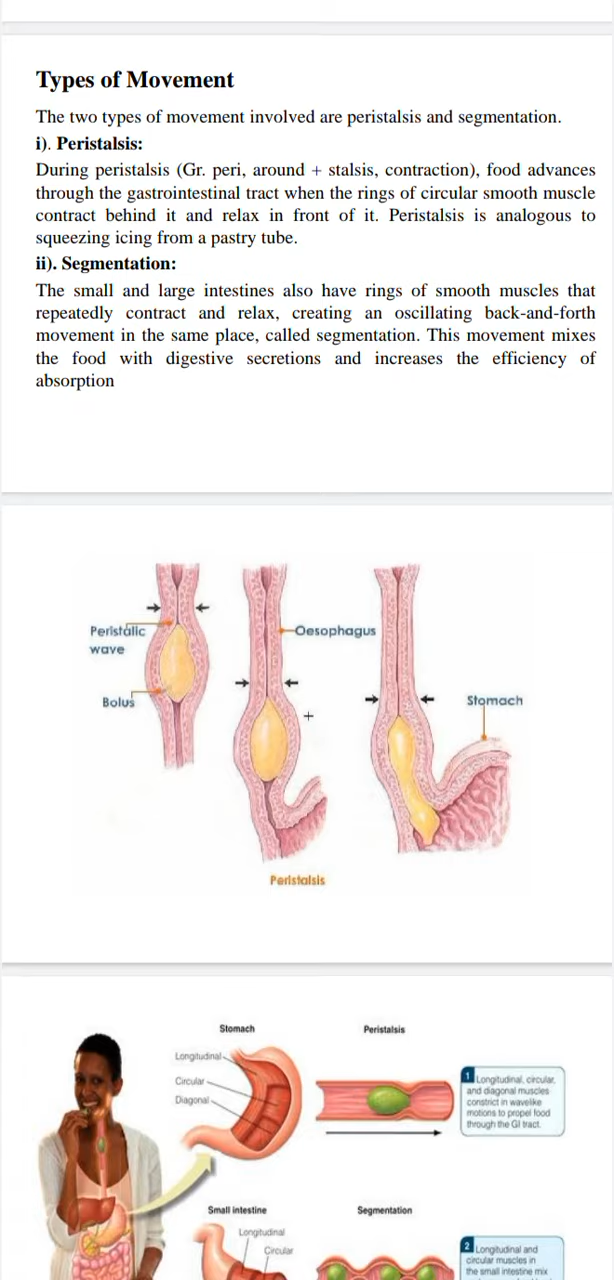 Types of Movement
The two types of movement involved are peristalsis and segmentation.
i). Peristalsis:
During peristalsis (Gr. peri, around + stalsis, contraction), food advances
through the gastrointestinal tract when the rings of circular smooth muscle
contract behind it and relax in front of it. Peristalsis is analogous to
squeezing icing from a pastry tube.
ii). Segmentation:
The small and large intestines also have rings of smooth muscles that
repeatedly contract and relax, creating an oscillating back-and-forth
movement in the same place, called segmentation. This movement mixes
the food with digestive secretions and increases the efficiency of
absorption
Peristálic
wave
Oesophagus
Bolus
Stomach
+
Peristalsis
Stomach
Peristalsis
Longitudinal
Circular
Diagonal
1 Longitudinal, circular,
and diagonal muscles
constrict in wavelike
motions to propel food
through the GI tract.
Small intestine
Segmentation
Longitudinal
Circular
2 Longitudinal and
circular muscles in
the small intestine mix